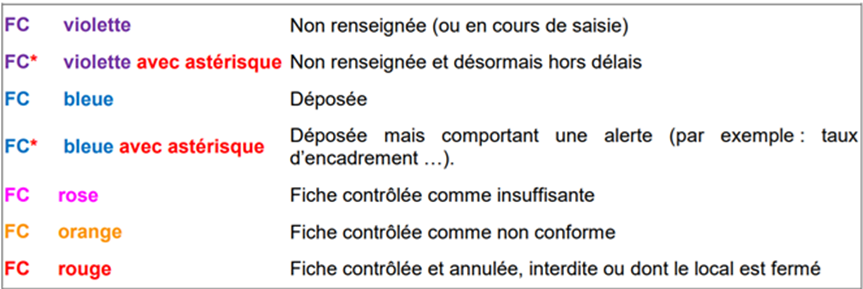 FC violette Non renseignée (ou en cours de saisie)
FC* violette avec astérisque Non renseignée et désormais hors délais
FC bleue Déposée
FC* bleue avec astérisque Déposée mais comportant une alerte (par exemple : taux
d'encadrement …).
FC rose Fiche contrôlée comme insuffisante
FC orange Fiche contrôlée comme non conforme
FC rouge Fiche contrôlée et annulée, interdite ou dont le local est fermé